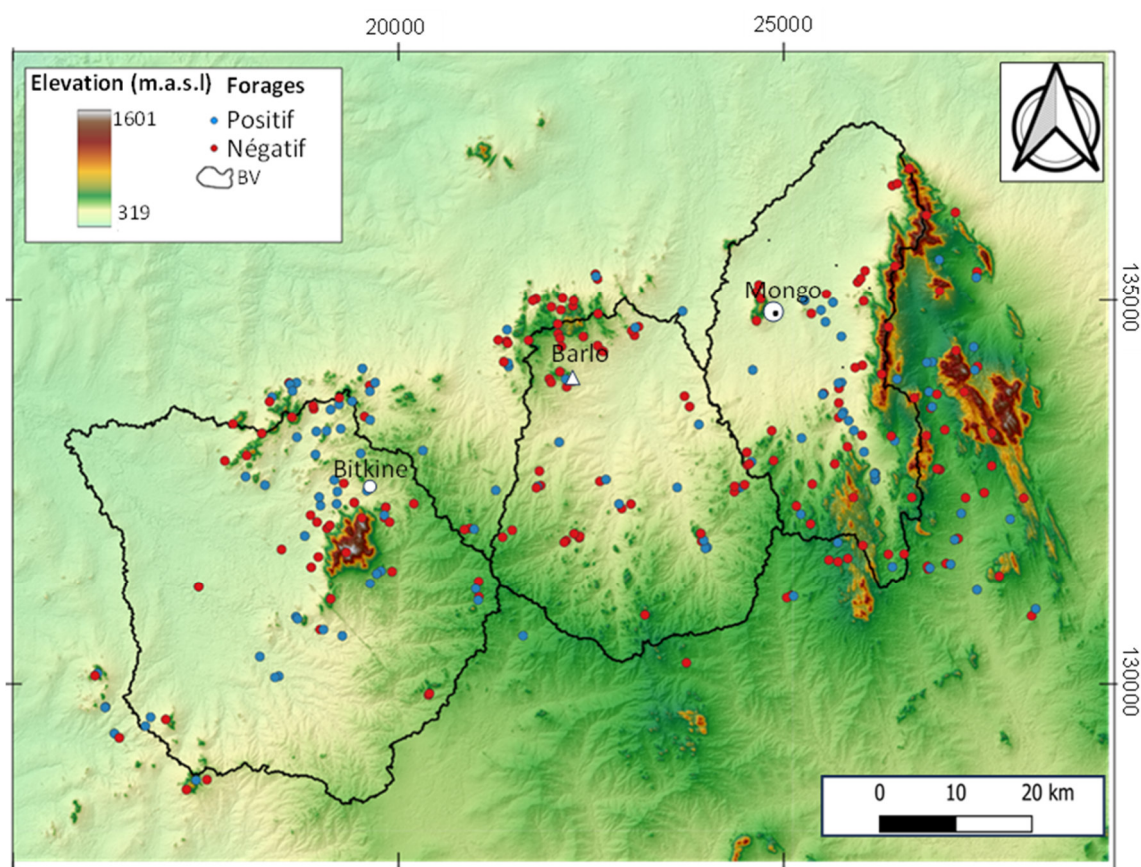 20000 25000
Elevation (m.a.s.l) Forages
1601
Positif
Négatif
BV
319
135000
Mongo
Barlo
Bitkine
130000
0 10 20 km